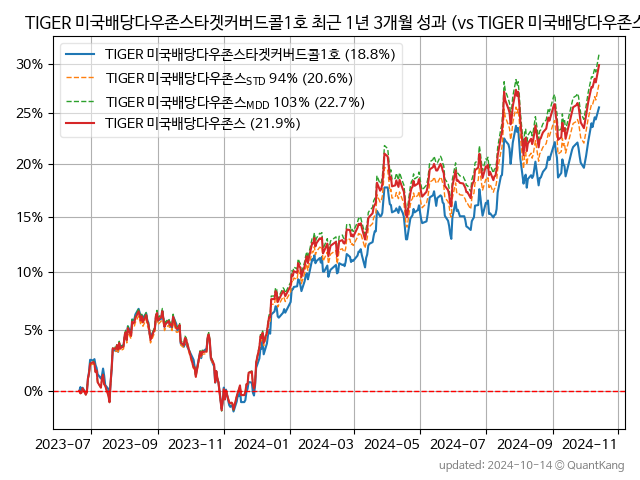 TIGER 미국배당다우존스타겟커버드콜1호 최근 1년 3개월 성과 (vs TIGER 미국배당다우존스
TIGER 미국배당다우존스타겟커버드콜1호 (18.8%)
TIGER 미국배당다우존스STD 94% (20.6%)
TIGER 미국배당다우존스MDD 103% (22.7%)
TIGER 미국배당다우존스 (21.9%)
30%
25%
20%
15%
10%
5%
0%
2023-07 2023-09 2023-11 2024-01 2024-03 2024-05 2024-07 2024-09 2024-11
updated: 2024-10-14 © QuantKang